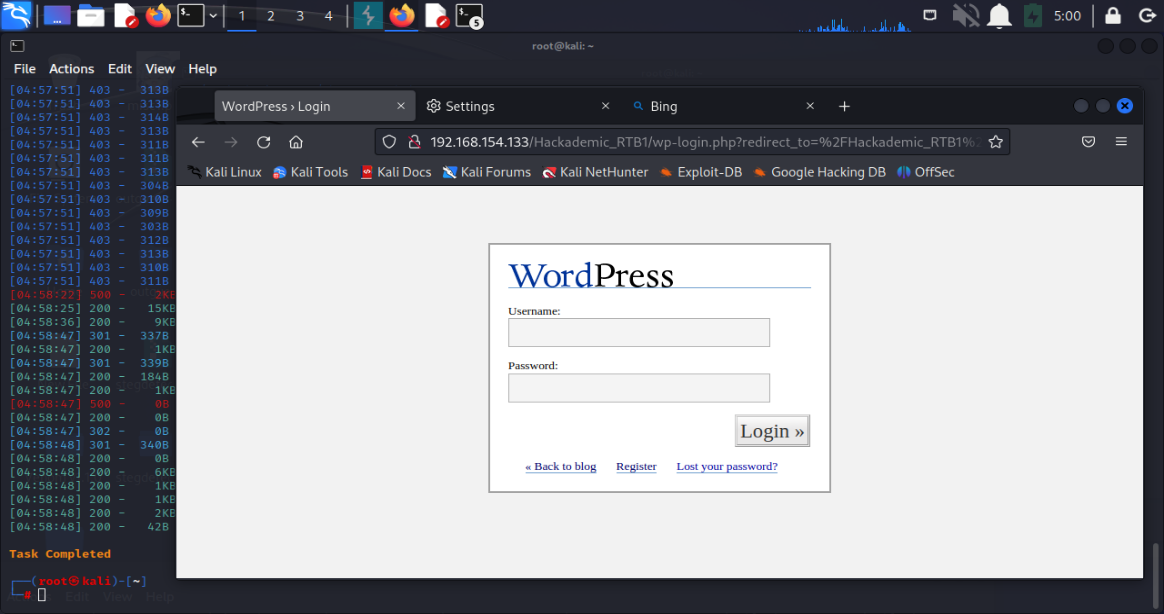 1 2 3 4 5 5:00
root@kali: ~
File Actions Edit View Help
[04:57:51] 403 - 313B
[04:57:51] 403 - 313B
[04:57:51] 403 - 314B
[04:57:51] 403 - 313B
[04:57:51] 403 - 311B
[04:57:51] 403 - 311B
[04:57:51] 403 - 313B
[04:57:51] 403 - 304B
[04:57:51] 403 - 310B
[04:57:51] 403 - 309B
[04:57:51] 403 - 303B
[04:57:51] 403 - 312B
[04:57:51] 403 - 313B
[04:57:51] 403 - 310B
[04:57:51] 403 - 311B
[04:58:22] 500 - 2KB
[04:58:25] 200 - 15KB
[04:58:36] 200 - 9KB
[04:58:47] 301 - 337B
[04:58:47] 200 - 1KB
[04:58:47] 301 - 339B
[04:58:47] 200 - 184B
[04:58:47] 200 - 1KB
[04:58:47] 500 - 0B
[04:58:47] 200 - 0B
[04:58:47] 302 - 0B
[04:58:48] 301 - 340B
[04:58:48] 200 - 0B
[04:58:48] 200 - 6KB
[04:58:48] 200 - 1KB
[04:58:48] 200 - 1KB
[04:58:48] 200 - 2KB
[04:58:48] 200 - 42B
Task Completed
(root㉿kali)-[~]
#
WordPress › Login Settings Bing
192.168.154.133/Hackademic_RTB1/wp-login.php?redirect_to=%2FHackademic_RTB1%2
Kali Linux Kali Tools Kali Docs Kali Forums Kali NetHunter Exploit-DB Google Hacking DB OffSec
WordPress
Username:
Password:
Login »
« Back to blog Register Lost your password?